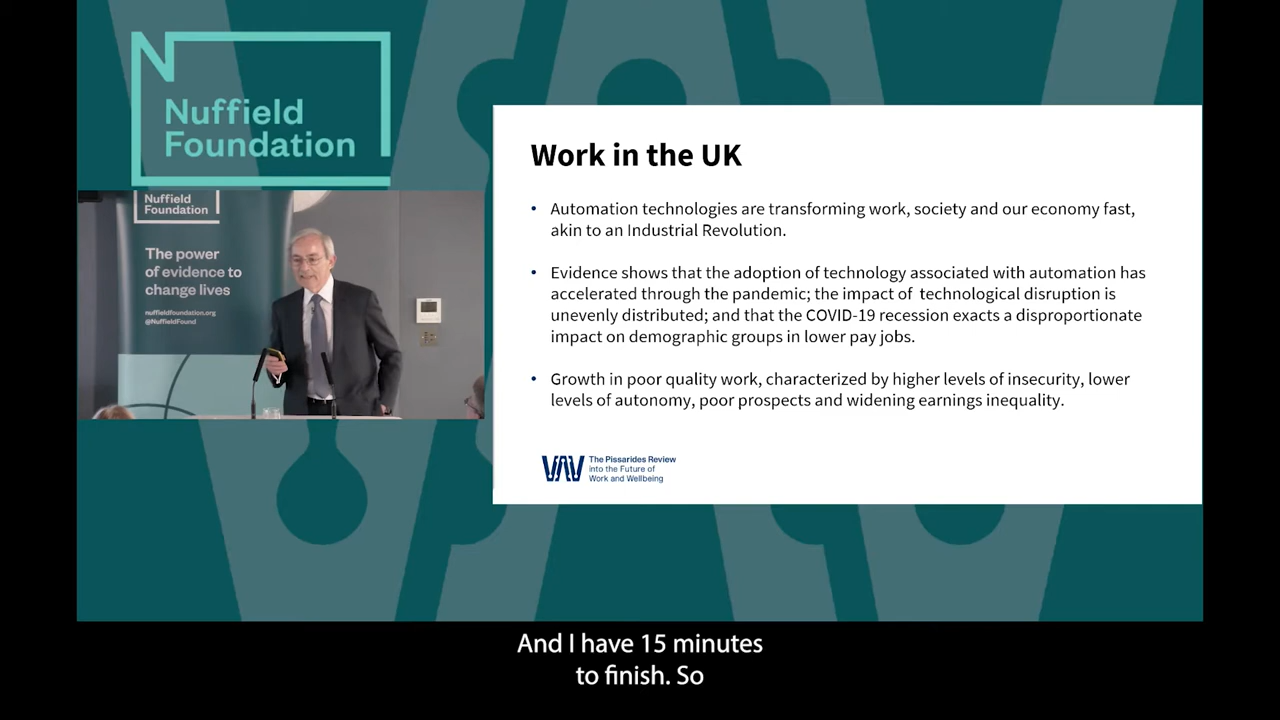 Nuffield
Foundation
Nuffield
Foundation
The power
of evidence to
change lives
nuffieldfoundation.org
@NuffieldFound
Work in the UK
• Automation technologies are transforming work, society and our economy fast,
akin to an Industrial Revolution.
• Evidence shows that the adoption of technology associated with automation has
accelerated through the pandemic; the impact of technological disruption is
unevenly distributed; and that the COVID-19 recession exacts a disproportionate
impact on demographic groups in lower pay jobs.
• Growth in poor quality work, characterized by higher levels of insecurity, lower
levels of autonomy, poor prospects and widening earnings inequality.
The Pissarides Review
into the Future of
Work and Wellbeing
And I have 15 minutes
to finish. So